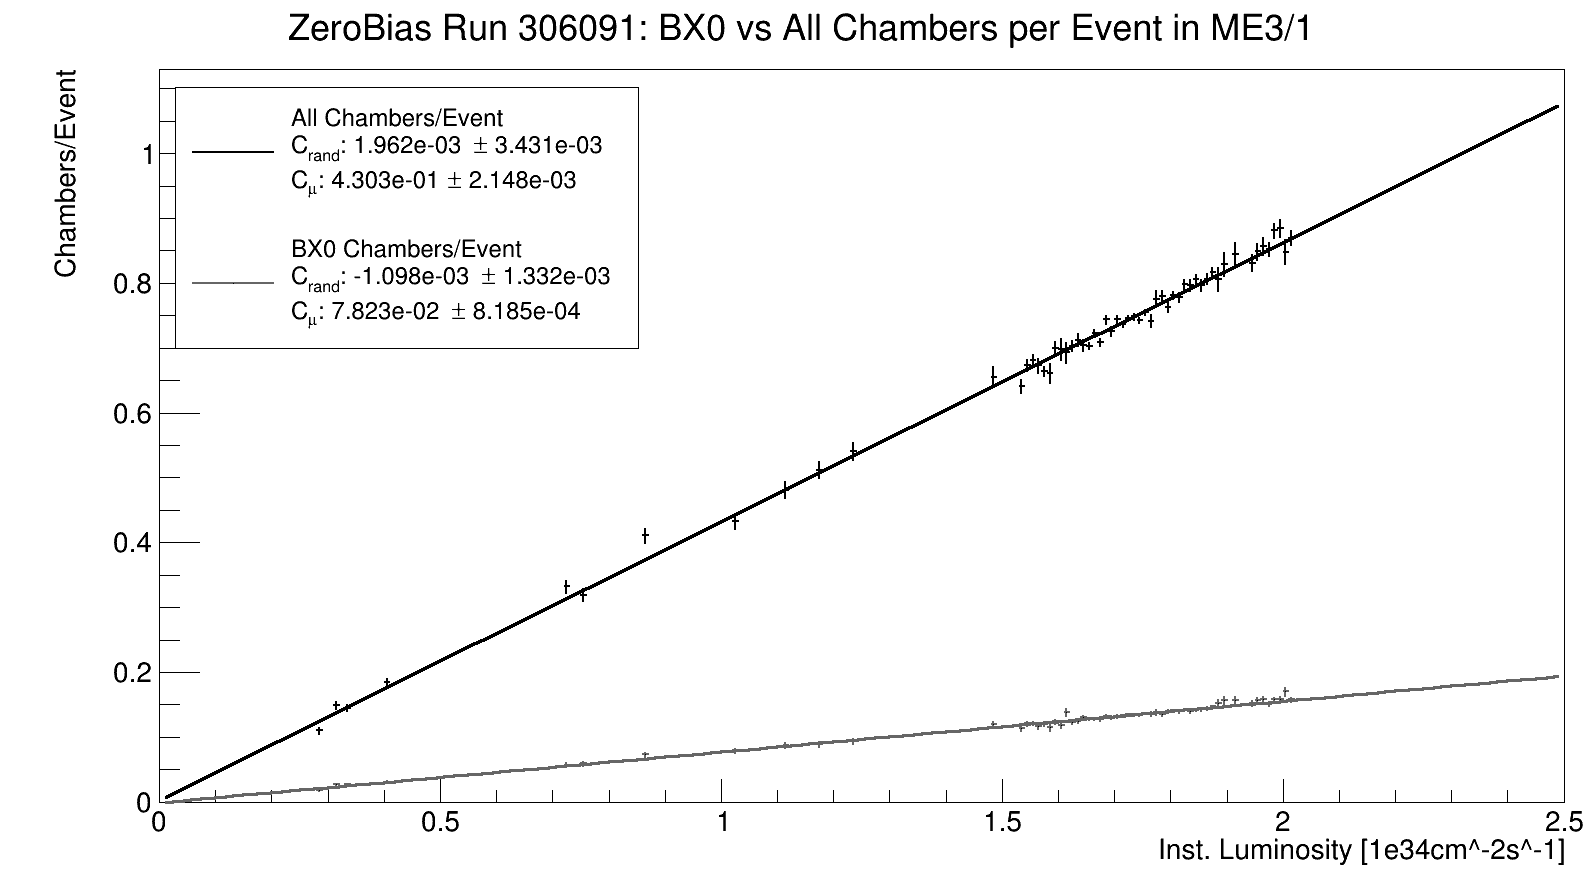 ZeroBias Run 306091: BX0 vs All Chambers per Event in ME3/1
Chambers/Event
All Chambers/Event
C_rand: 1.962e-03 ± 3.431e-03
C_μ: 4.303e-01 ± 2.148e-03
BX0 Chambers/Event
C_rand: -1.098e-03 ± 1.332e-03
C_μ: 7.823e-02 ± 8.185e-04
1
0.8
0.6
0.4
0.2
0
0 0.5 1 1.5 2 2.5
Inst. Luminosity [1e34cm^-2s^-1]